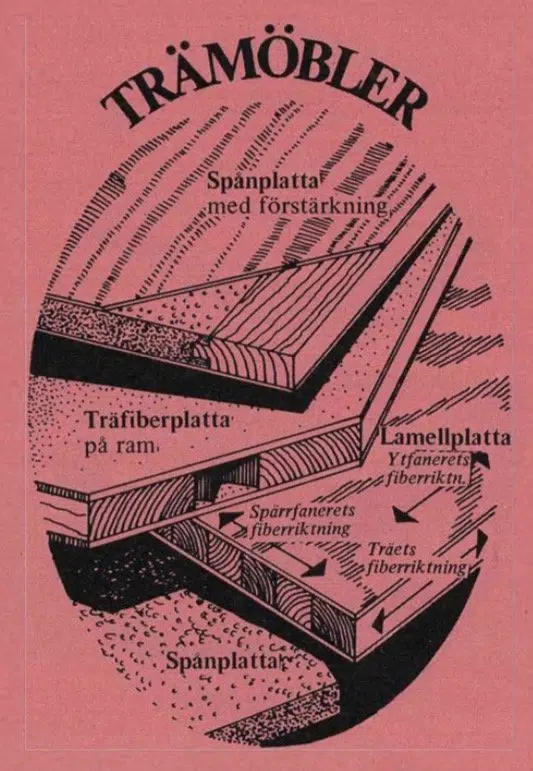 TRÄMÖBLER
Spånplatta
med förstärkning
Träfiberplatta
på ram
Lamellplatta
Ytfanerets
fiberriktn.
Spärrfanerets
fiberriktning
Träets
fiberriktning
Spånplatta